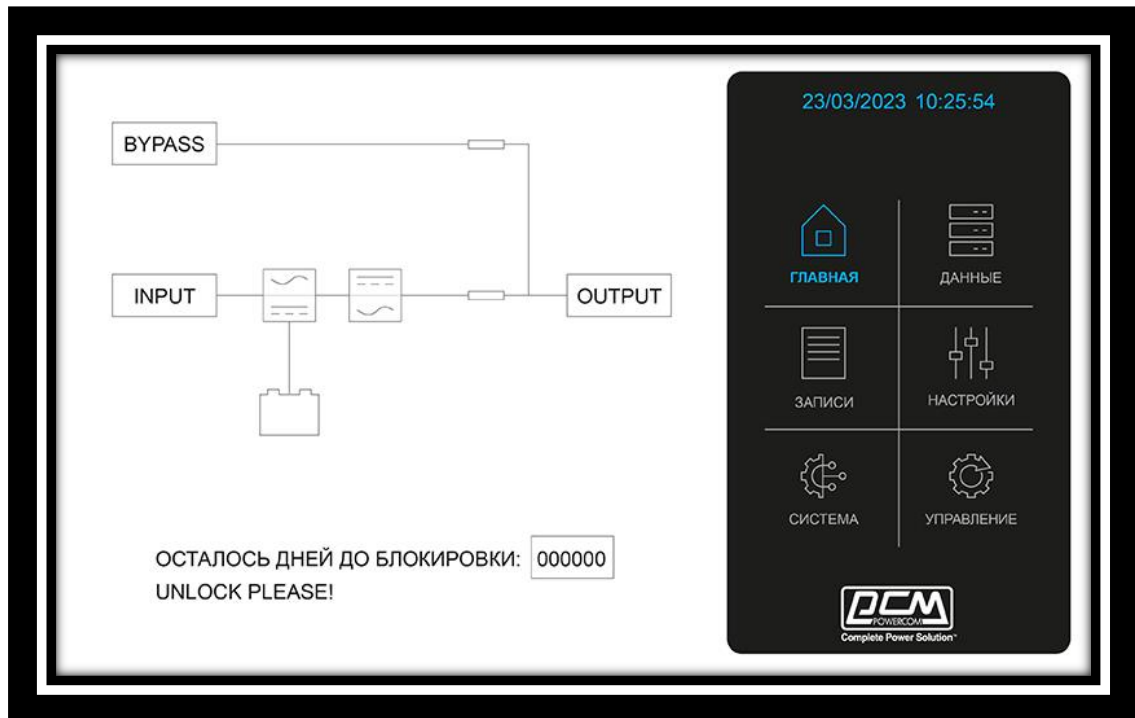 BYPASS
INPUT
OUTPUT
ОСТАЛОСЬ ДНЕЙ ДО БЛОКИРОВКИ: 000000
UNLOCK PLEASE!
23/03/2023 10:25:54
ГЛАВНАЯ
ДАННЫЕ
ЗАПИСИ
НАСТРОЙКИ
СИСТЕМА
УПРАВЛЕНИЕ
PCM
POWERCOM
Complete Power Solution™